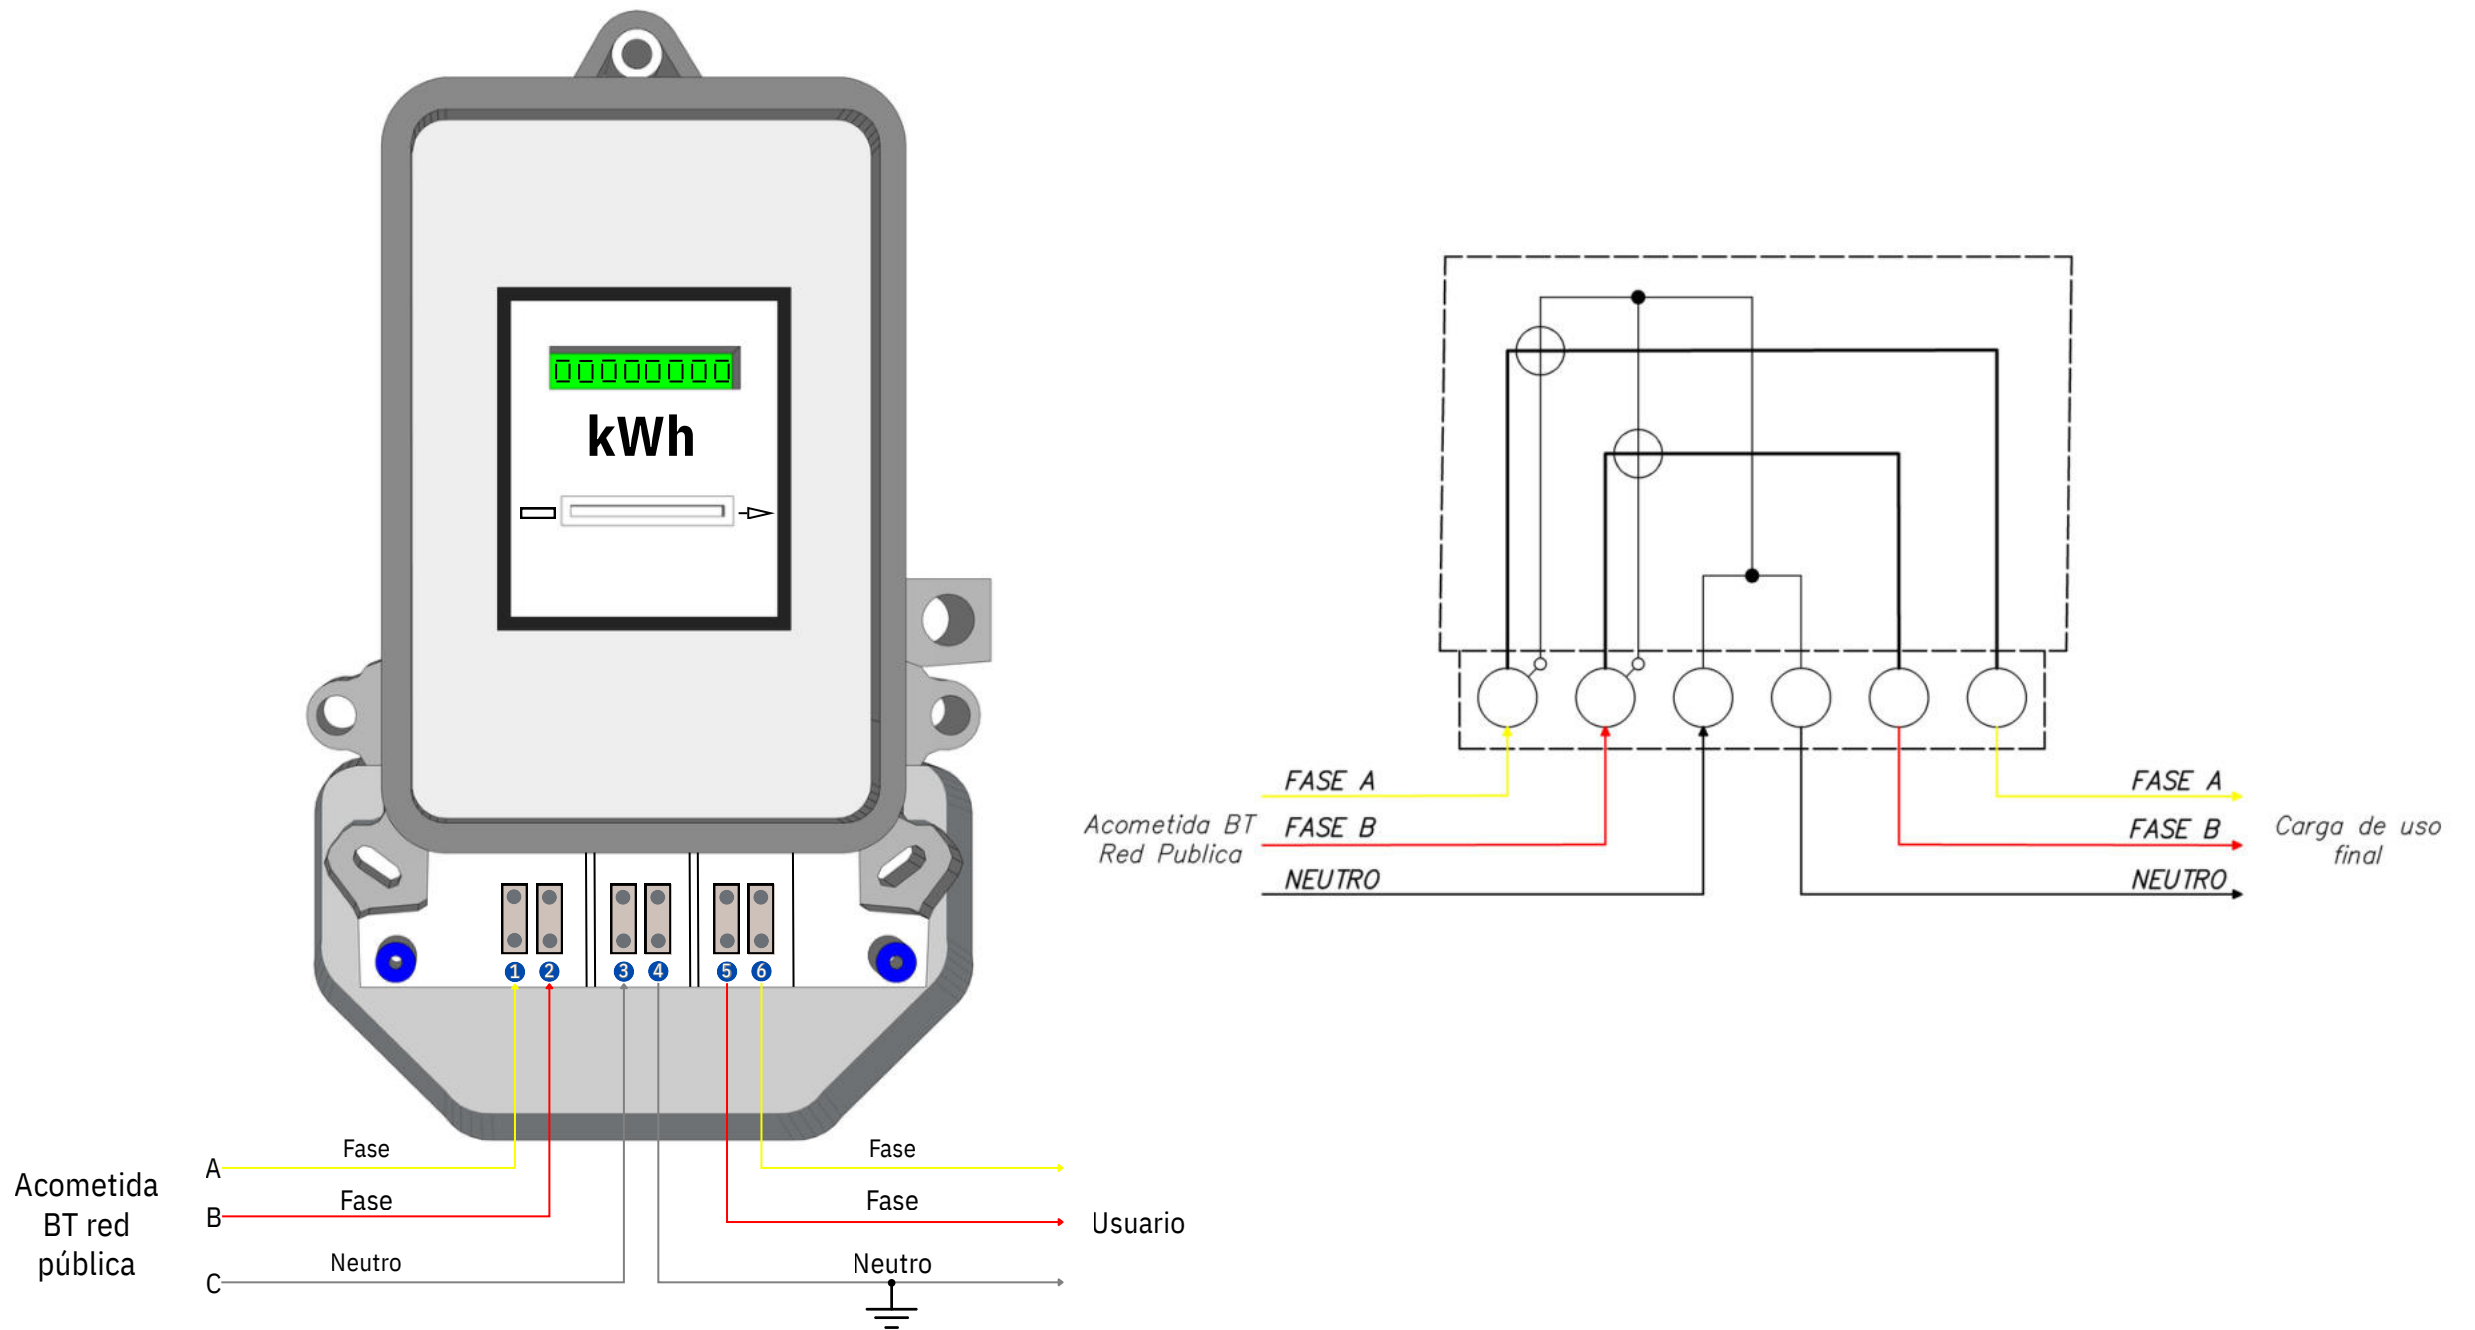 00000000
kWh
1 2 3 4 5 6
Acometida
BT red
pública
A
Fase
B
Fase
C
Neutro
Fase
Fase
Neutro
Usuario
Acometida BT
Red Publica
FASE A
FASE B
NEUTRO
FASE A
FASE B
NEUTRO
Carga de uso
final